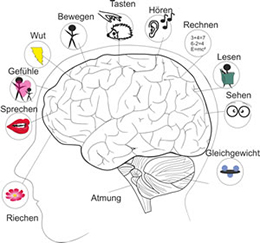 Tasten
Hören
Bewegen
Rechnen
3+4=7
6-2=4
E=mc²
Wut
Lesen
Gefühle
Sehen
Sprechen
Gleichgewicht
Atmung
Riechen